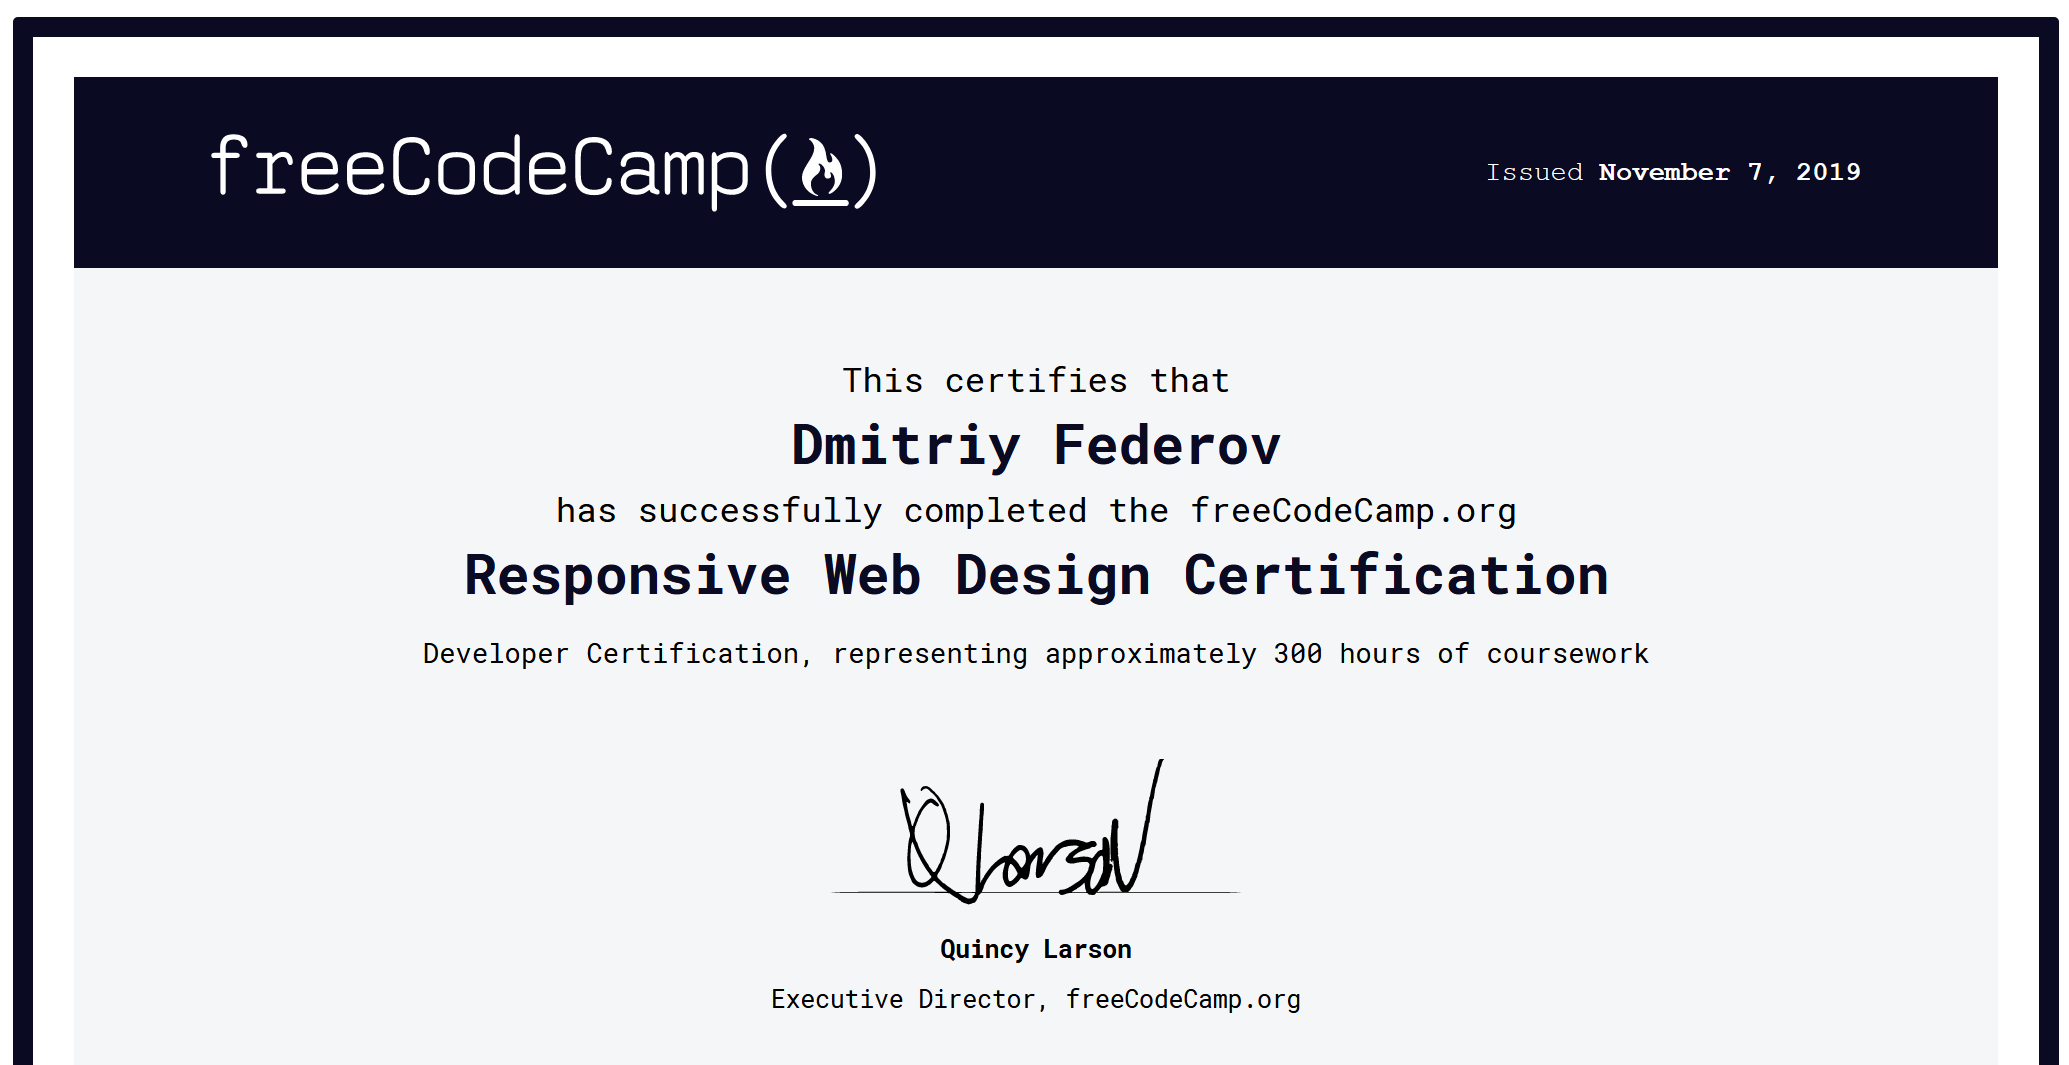 freeCodeCamp(🔥)
Issued November 7, 2019
This certifies that
Dmitriy Federov
has successfully completed the freeCodeCamp.org
Responsive Web Design Certification
Developer Certification, representing approximately 300 hours of coursework
Q Larson
Quincy Larson
Executive Director, freeCodeCamp.org